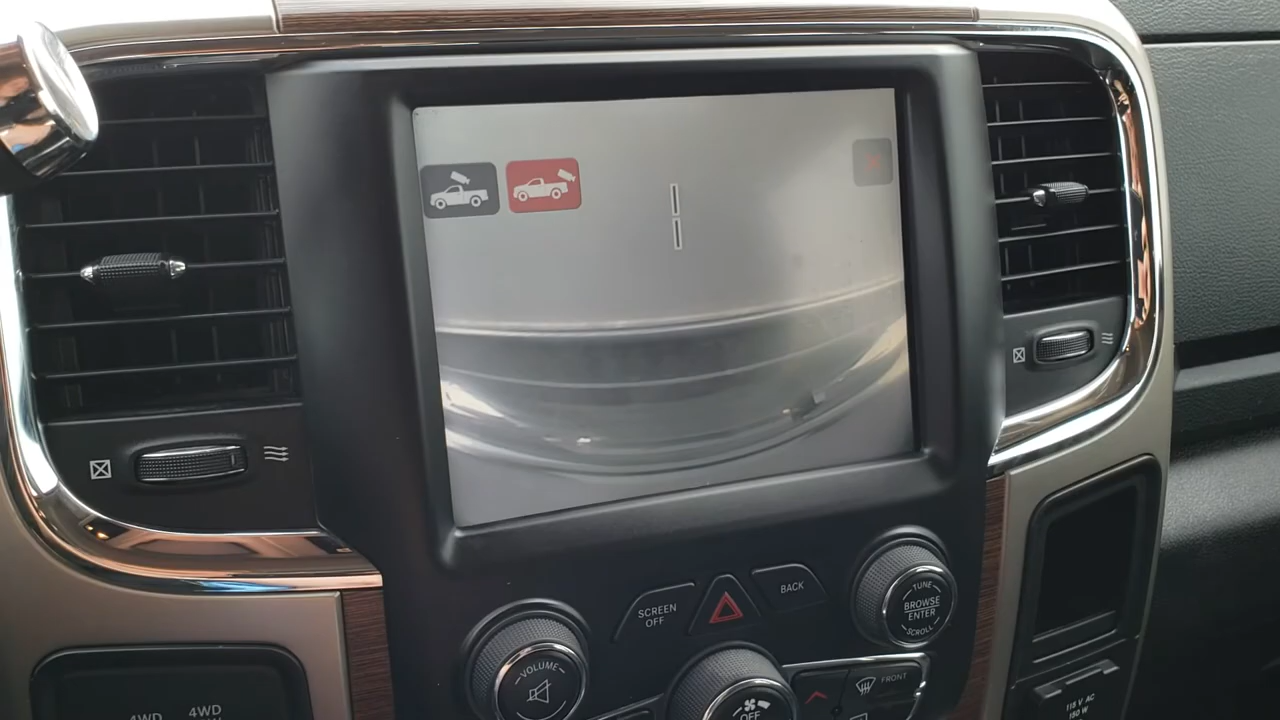 SCREEN
OFF
BACK
TUNE
BROWSE
ENTER
SCROLL
VOLUME
OFF
FRONT
4WD
4WD
115 V AC
150 W